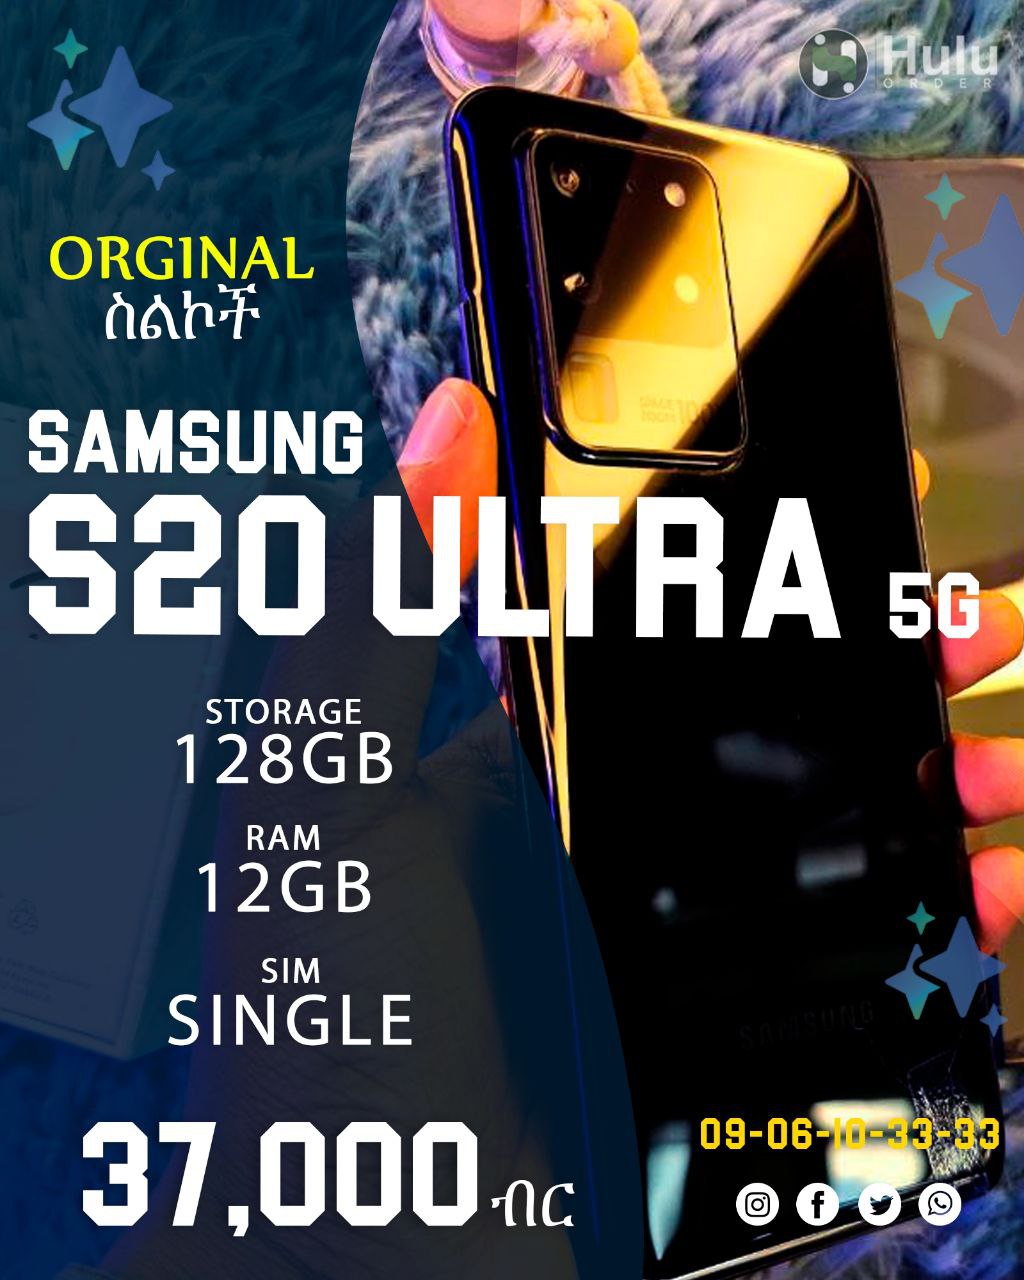 Hulu
ORDER
ORGINAL
ስልኮች
SAMSUNG
S20 ULTRA 5G
STORAGE
128GB
RAM
12GB
SIM
SINGLE
SAMSUNG
37,000 ብር
09-06-10-33-33